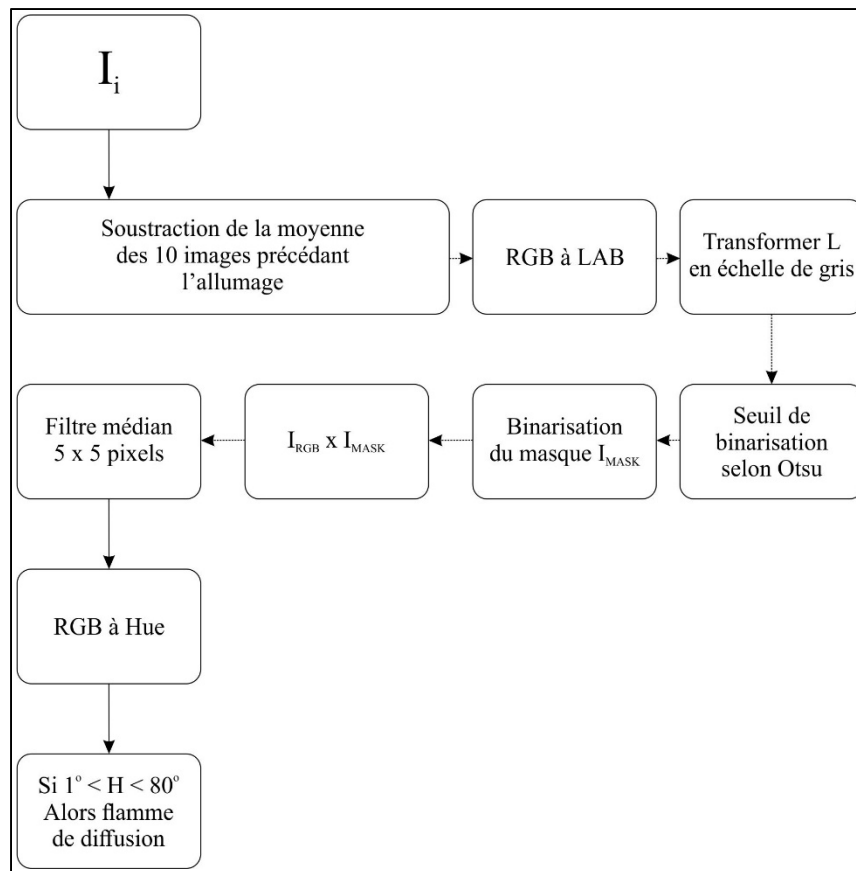 I_i
Soustraction de la moyenne
des 10 images précédant
l'allumage
RGB à LAB
Transformer L
en échelle de gris
Seuil de
binarisation
selon Otsu
Binarisation
du masque I_MASK
I_RGB x I_MASK
Filtre médian
5 x 5 pixels
RGB à Hue
Si 1° < H < 80°
Alors flamme
de diffusion